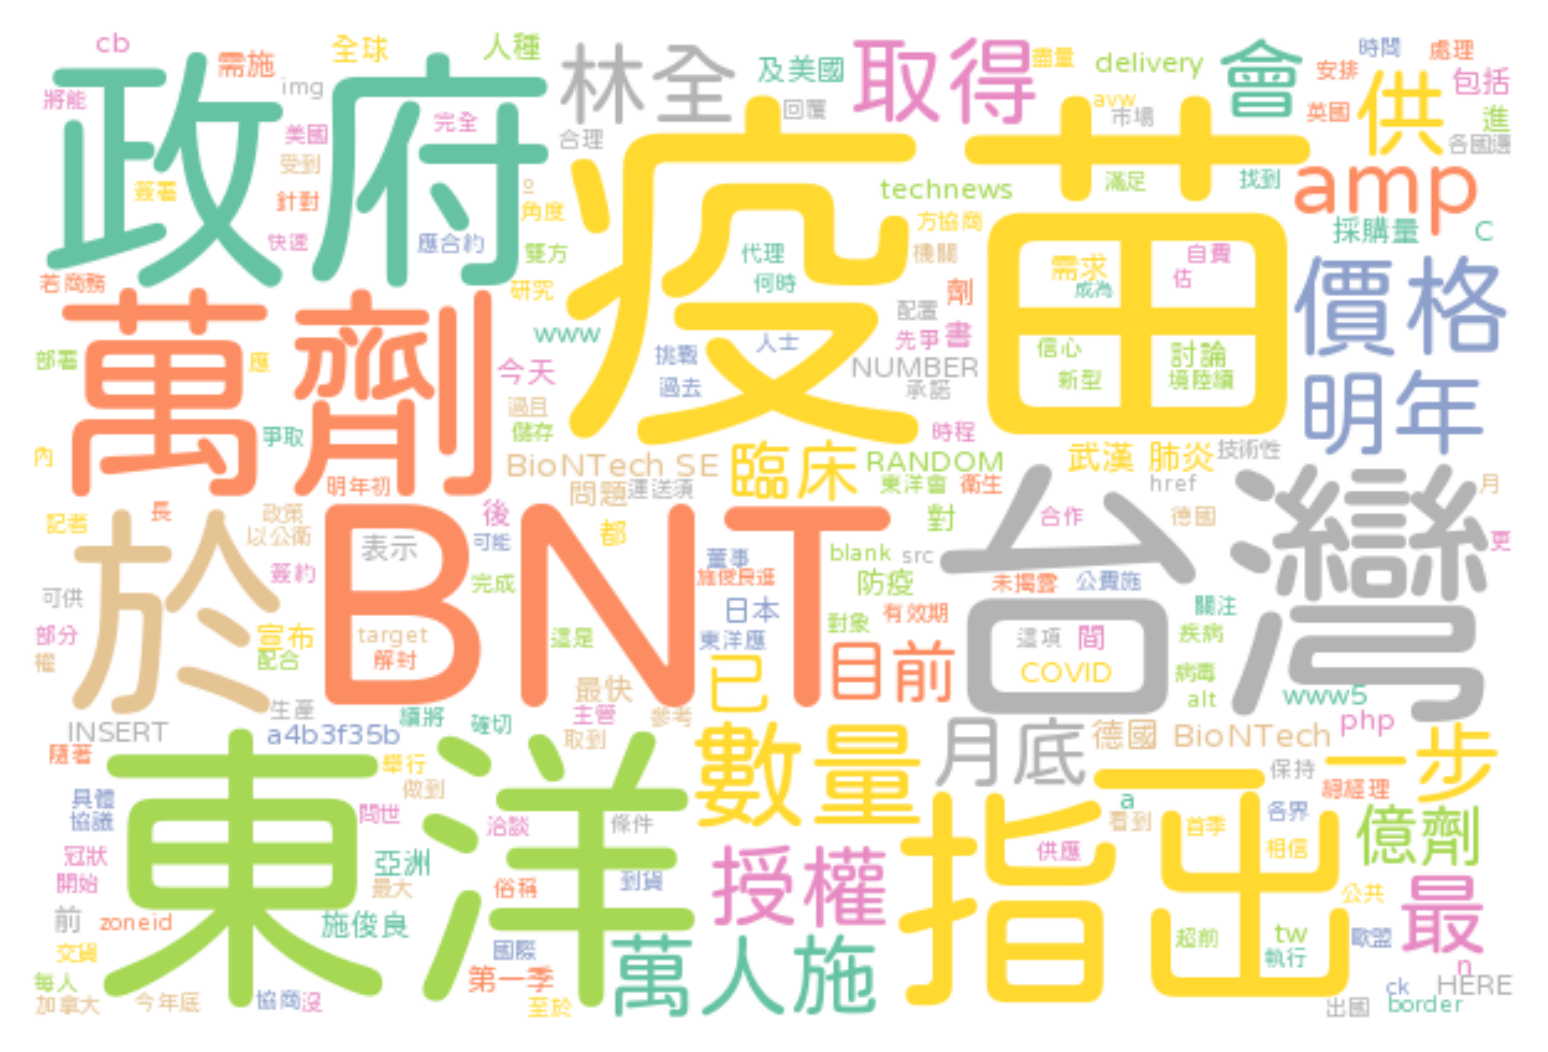 cb
需施
全球
人種
林全
及美國
取得
盡量
delivery
會
時間
處理
安排
供
包括
將能
政府
img
美國
完全
合理
回覆
avw
市場
英國
進
各國邊
受到
簽署
針對
疫苗
technews
滿足
找到
amp
角度
方協商
採購量
C
快速
應合約
雙方
代理
機關
需求
自費
若商務
何時
成為
估
價格
研究
劑
配置
萬劑
www
先爭
書
部署
應
今天
挑戰
人士
NUMBER
信心
討論
過去
承諾
新型
境陸續
明年
過且
爭取
儲存
時程
內
BioNTech SE
臨床
RANDOM
武漢 肺炎
技術性
明年初
問題
運送須
東洋會
衛生
href
月
記者
長
政策
以公衛
於
BNT
後
都
對
合作
德國
台灣
更
表示
可能
董事
blank
src
簽約
完成
施俊良進
防疫
未揭露
公費施
可供
日本
對象
有效期
關注
部分
宣布
target
這是
東洋應
這項
間
疾病
權
配合
解封
已
目前
COVID
病毒
alt
www5
生產
最快
主管
參考
INSERT
a4b3f35b
續將
確切
取到
月底
德國 BioNTech
php
隨著
東洋
舉行
數量
保持
一步
做到
總經理
具體
協議
問世
洽談
條件
指出
a
看到
首季
各界
億劑
冠狀
亞洲
授權
供應
相信
開始
最大
俗稱
到貨
公共
最
前
zoneid
施俊良
超前
tw
歐盟
交貨
國際
萬人施
執行
每人
第一季
n
加拿大
今年底
協商
沒
至於
ck
HERE
出國
border